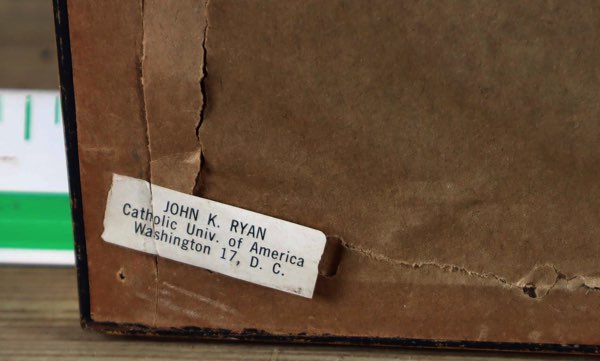 JOHN K. RYAN
Catholic Univ. of America
Washington 17, D. C.